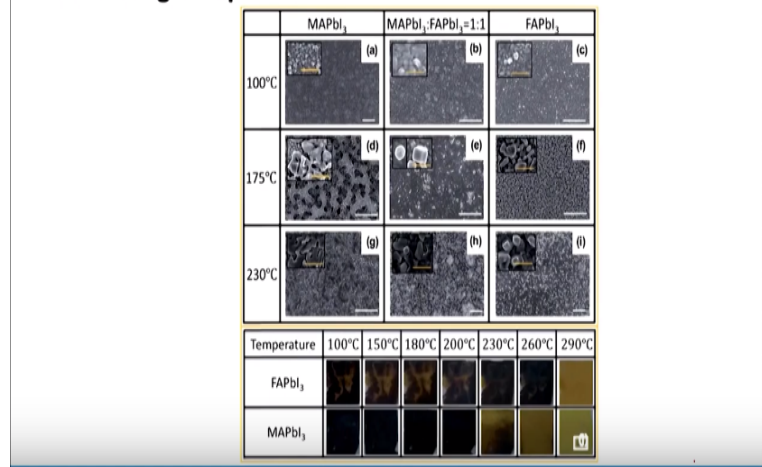 MAPbI₃ MAPbI₃:FAPbI₃=1:1 FAPbI₃
100°C (a) (b) (c)
175°C (d) (e) (f)
230°C (g) (h) (i)
Temperature 100°C 150°C 180°C 200°C 230°C 260°C 290°C
FAPbI₃
MAPbI₃